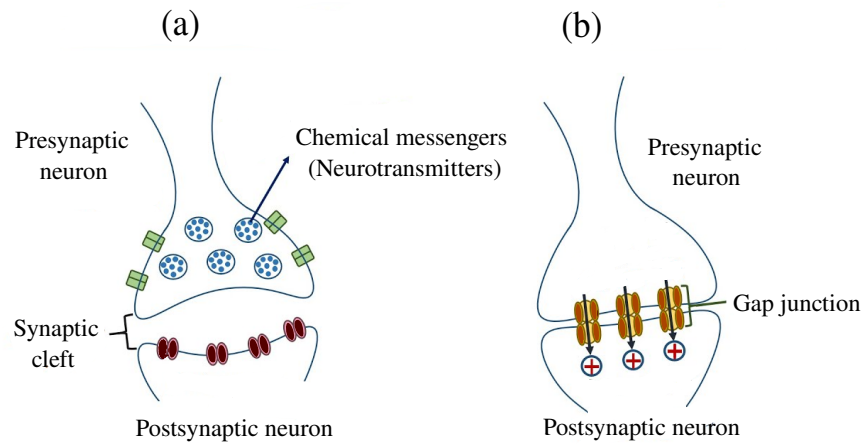 (a)
Presynaptic
neuron
Chemical messengers
(Neurotransmitters)
Synaptic
cleft
Postsynaptic neuron
(b)
Presynaptic
neuron
Gap junction
Postsynaptic neuron